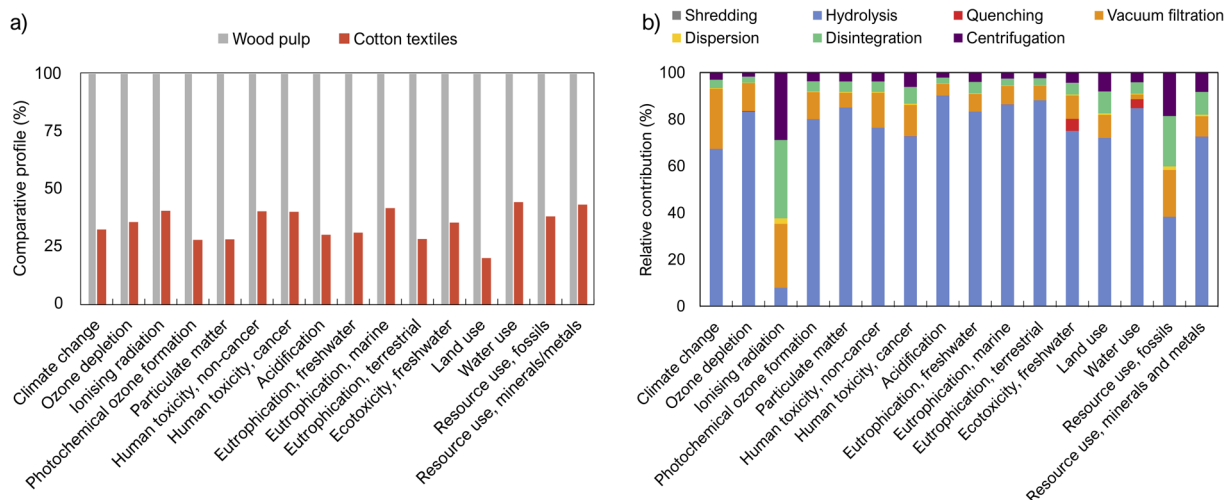 a)
Wood pulp
Cotton textiles
Comparative profile (%)
100
75
50
25
0
Climate change
Ozone depletion
Ionising radiation
Photochemical ozone formation
Particulate matter
Human toxicity, non-cancer
Human toxicity, cancer
Acidification
Eutrophication, freshwater
Eutrophication, marine
Eutrophication, terrestrial
Ecotoxicity, freshwater
Land use
Water use
Resource use, fossils
Resource use, minerals/metals
b)
Shredding
Hydrolysis
Quenching
Vacuum filtration
Dispersion
Disintegration
Centrifugation
Relative contribution (%)
100
80
60
40
20
0
Climate change
Ozone depletion
Ionising radiation
Photochemical ozone formation
Particulate matter
Human toxicity, non-cancer
Human toxicity, cancer
Acidification
Eutrophication, freshwater
Eutrophication, marine
Eutrophication, terrestrial
Ecotoxicity, freshwater
Land use
Water use
Resource use, fossils
Resource use, minerals and metals